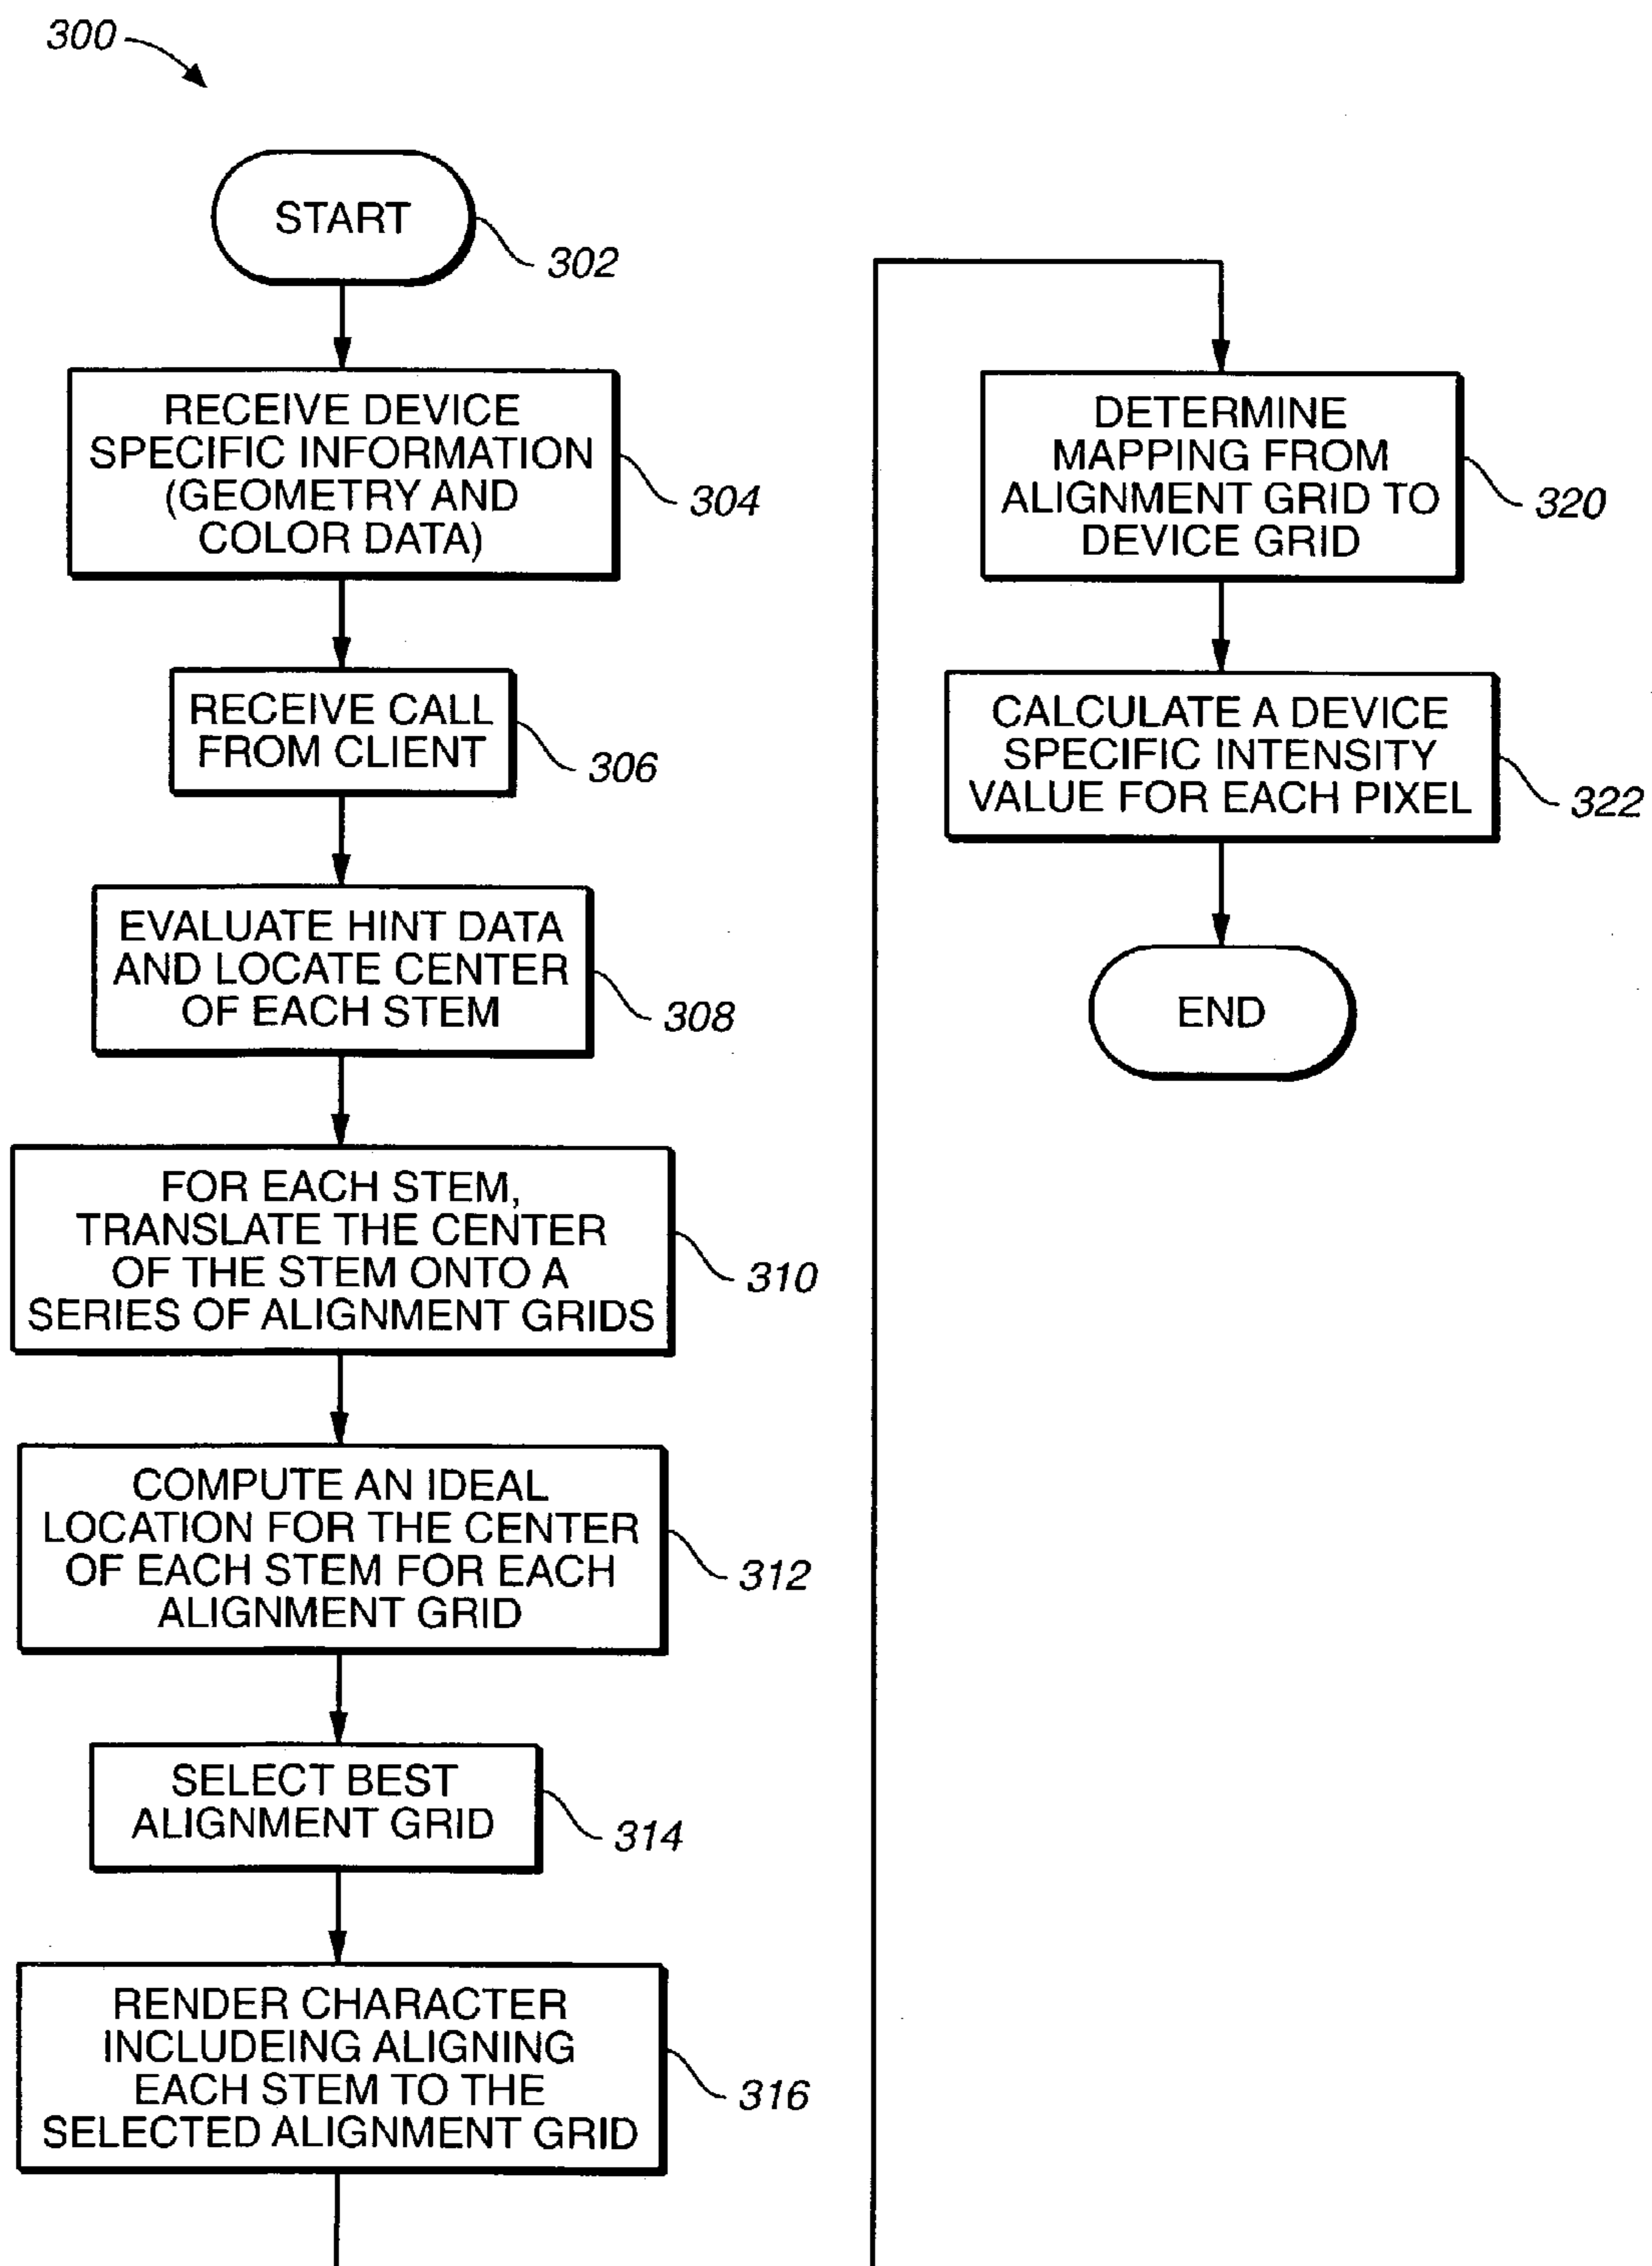 300
START
302
RECEIVE DEVICE
SPECIFIC INFORMATION
(GEOMETRY AND
COLOR DATA)
304
RECEIVE CALL
FROM CLIENT
306
EVALUATE HINT DATA
AND LOCATE CENTER
OF EACH STEM
308
FOR EACH STEM,
TRANSLATE THE CENTER
OF THE STEM ONTO A
SERIES OF ALIGNMENT GRIDS
310
COMPUTE AN IDEAL
LOCATION FOR THE CENTER
OF EACH STEM FOR EACH
ALIGNMENT GRID
312
SELECT BEST
ALIGNMENT GRID
314
RENDER CHARACTER
INCLUDEING ALIGNING
EACH STEM TO THE
SELECTED ALIGNMENT GRID
316
DETERMINE
MAPPING FROM
ALIGNMENT GRID TO
DEVICE GRID
320
CALCULATE A DEVICE
SPECIFIC INTENSITY
VALUE FOR EACH PIXEL
322
END